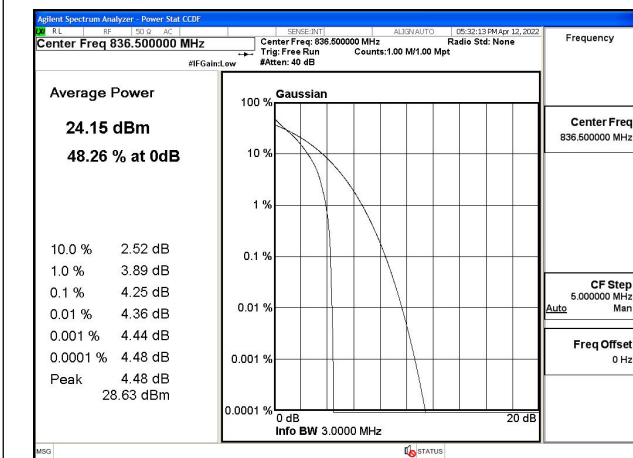 Agilent Spectrum Analyzer - Power Stat CCDF
RL RF 50 Ω AC SENSE:INT ALIGN AUTO 05:32:13 PM Apr 12, 2022
Center Freq 836.500000 MHz
Center Freq: 836.500000 MHz Radio Std: None
Trig: Free Run Counts:1.00 M/1.00 Mpt
#IFGain:Low #Atten: 40 dB
Frequency
Average Power
24.15 dBm
48.26 % at 0dB
10.0 % 2.52 dB
1.0 % 3.89 dB
0.1 % 4.25 dB
0.01 % 4.36 dB
0.001 % 4.44 dB
0.0001 % 4.48 dB
Peak 4.48 dB
28.63 dBm
Gaussian
100 %
10 %
1 %
0.1 %
0.01 %
0.001 %
0.0001 %
0 dB 20 dB
Info BW 3.0000 MHz
Center Freq
836.500000 MHz
CF Step
5.000000 MHz
Auto Man
Freq Offset
0 Hz
MSG STATUS